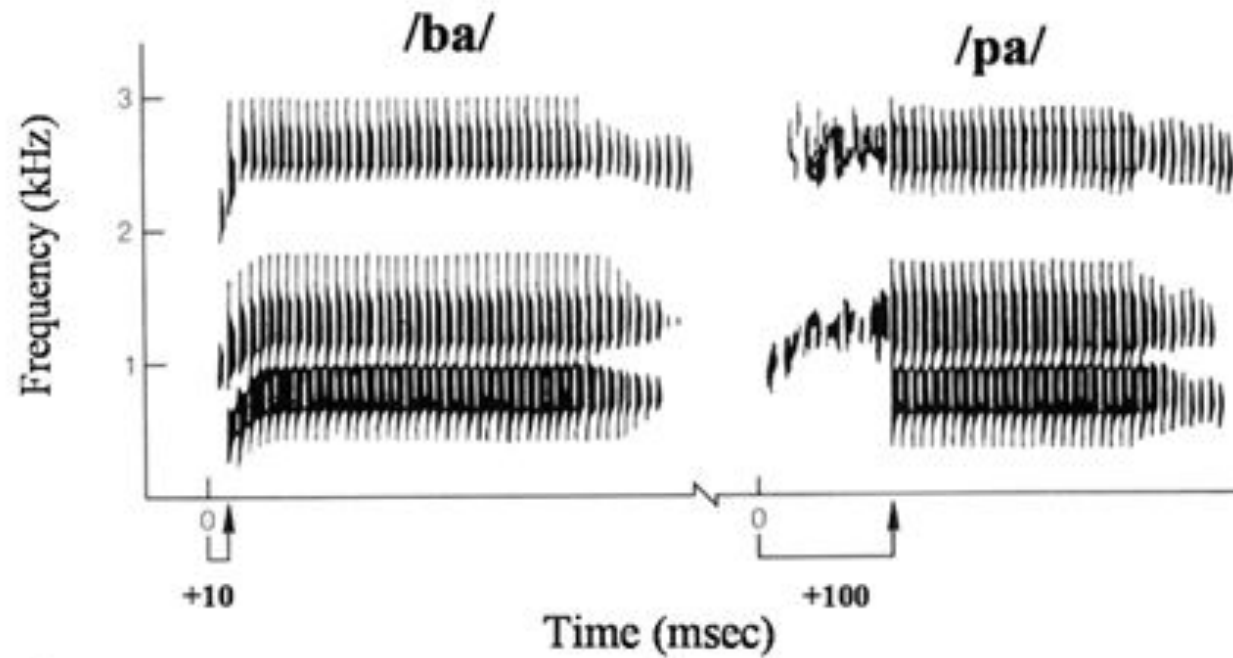 /ba/
/pa/
Frequency (kHz)
3
2
1
0
0
+10
+100
Time (msec)